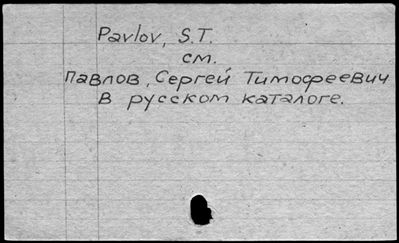 Pavlov, S.T.
см.
Павлов, Сергей Тимофеевич
в русском каталоге.